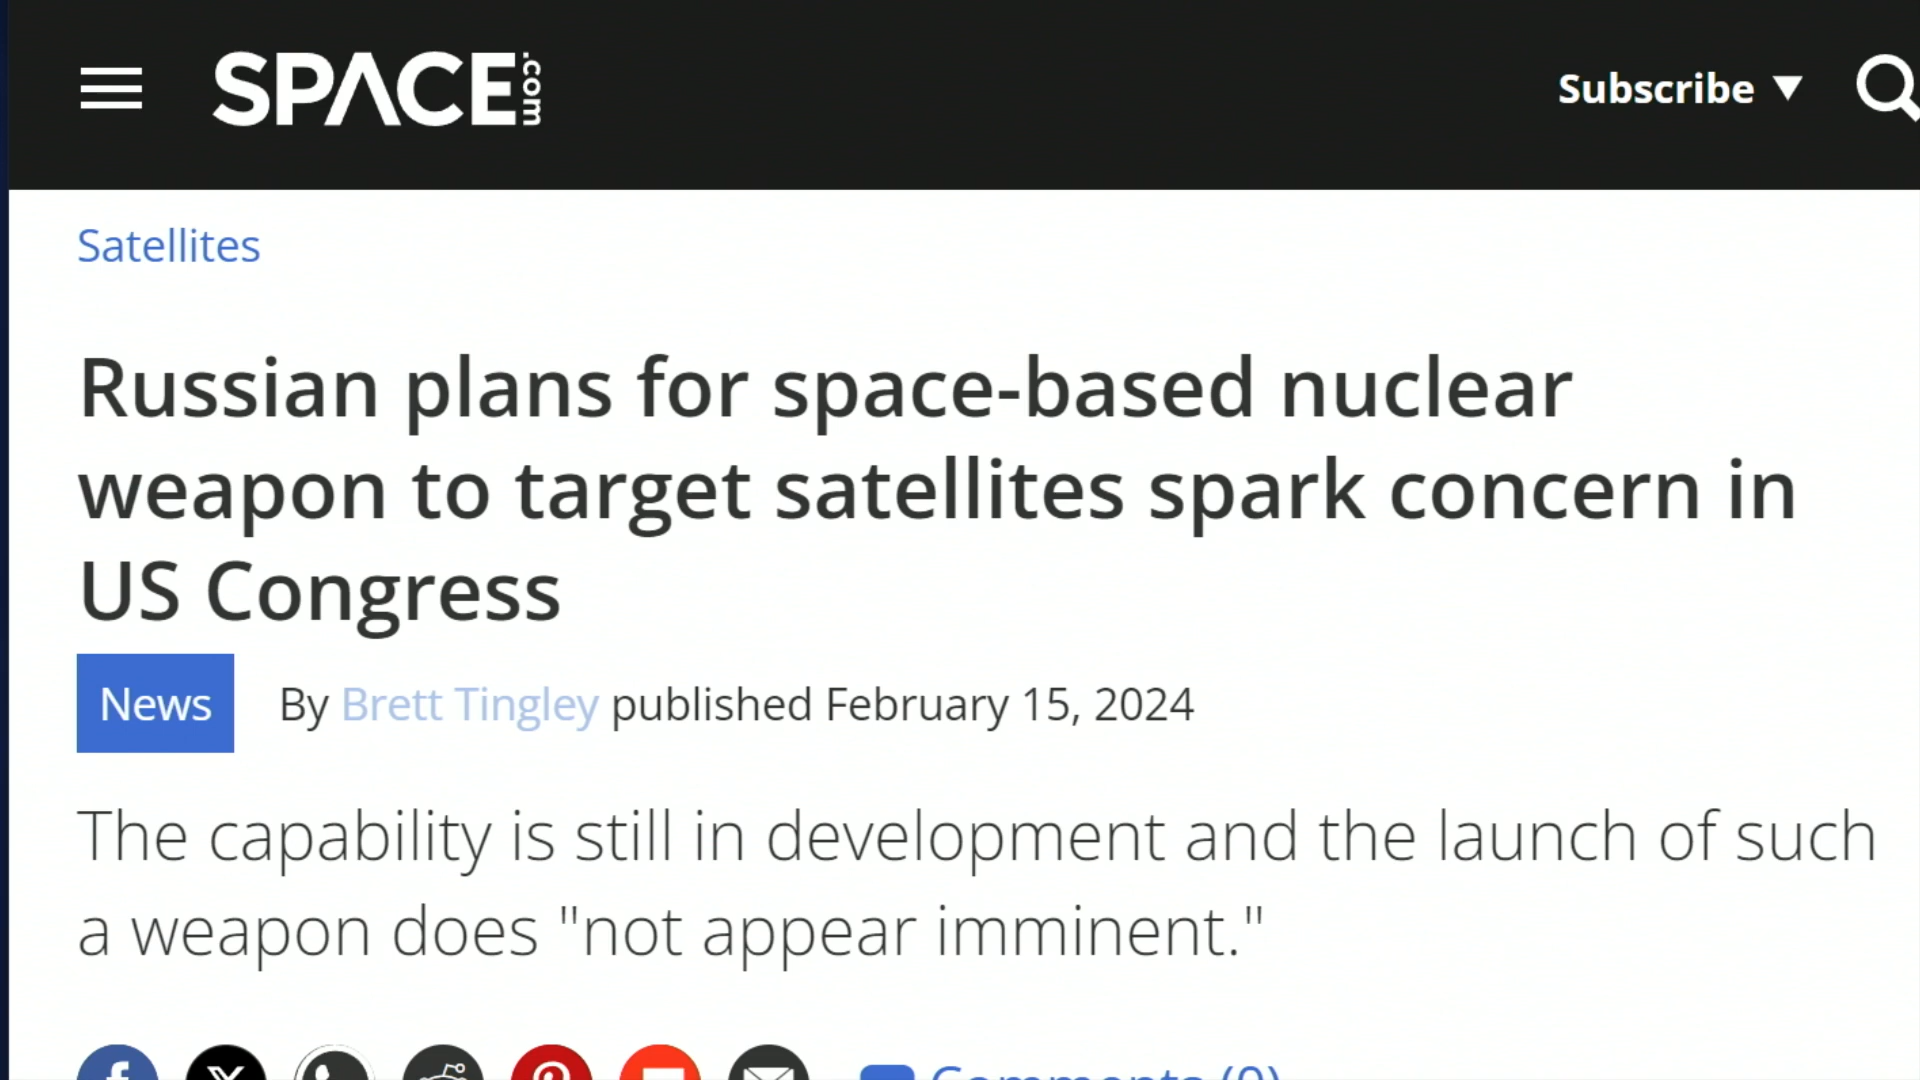 SPACE.com
Subscribe ▼
Satellites
Russian plans for space-based nuclear
weapon to target satellites spark concern in
US Congress
News By Brett Tingley published February 15, 2024
The capability is still in development and the launch of such
a weapon does "not appear imminent."
Comments (0)